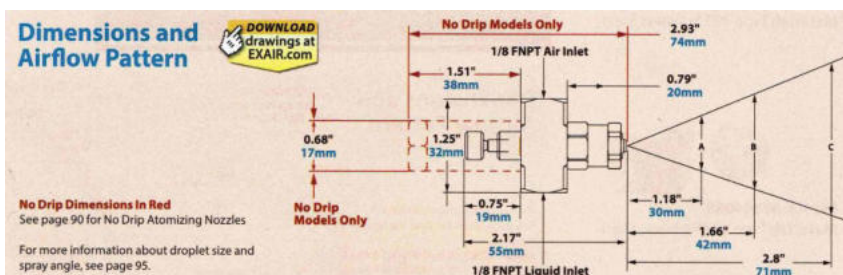 Dimensions and
Airflow Pattern
DOWNLOAD
drawings at
EXAIR.com
No Drip Models Only
1/8 FNPT Air Inlet
2.93"
74mm
1.51"
38mm
0.79"
20mm
0.68"
17mm
1.25"
32mm
A
B
C
No Drip
Models Only
0.75"
19mm
1.18"
30mm
2.17"
55mm
1.66"
42mm
1/8 FNPT Liquid Inlet
2.8"
71mm
No Drip Dimensions In Red
See page 90 for No Drip Atomizing Nozzles
For more information about droplet size and
spray angle, see page 95.